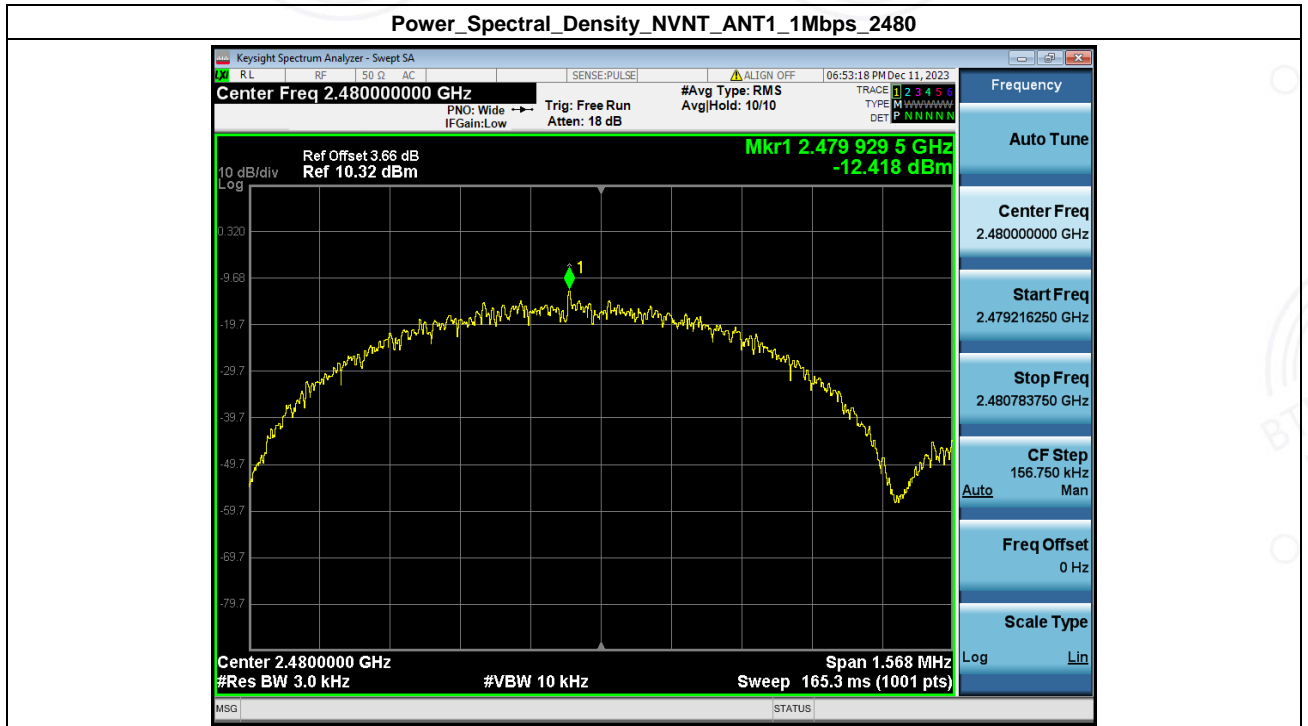 Power_Spectral_Density_NVNT_ANT1_1Mbps_2480
Keysight Spectrum Analyzer - Swept SA
LXI RL RF 50 Ω AC SENSE:PULSE ALIGN OFF 06:53:18 PM Dec 11, 2023
Center Freq 2.480000000 GHz
PNO: Wide
IFGain:Low
Trig: Free Run
Atten: 18 dB
#Avg Type: RMS
Avg|Hold: 10/10
TRACE 1 2 3 4 5 6
TYPE M WWWWW
DET P N N N N N
Frequency
Mkr1 2.479 929 5 GHz
-12.418 dBm
Ref Offset 3.66 dB
10 dB/div Ref 10.32 dBm
Log
0.320
-9.68
-19.7
-29.7
-39.7
-49.7
-59.7
-69.7
-79.7
1
Center 2.4800000 GHz Span 1.568 MHz
#Res BW 3.0 kHz #VBW 10 kHz Sweep 165.3 ms (1001 pts)
Auto Tune
Center Freq
2.480000000 GHz
Start Freq
2.479216250 GHz
Stop Freq
2.480783750 GHz
CF Step
156.750 kHz
Auto Man
Freq Offset
0 Hz
Scale Type
Log Lin
MSG STATUS